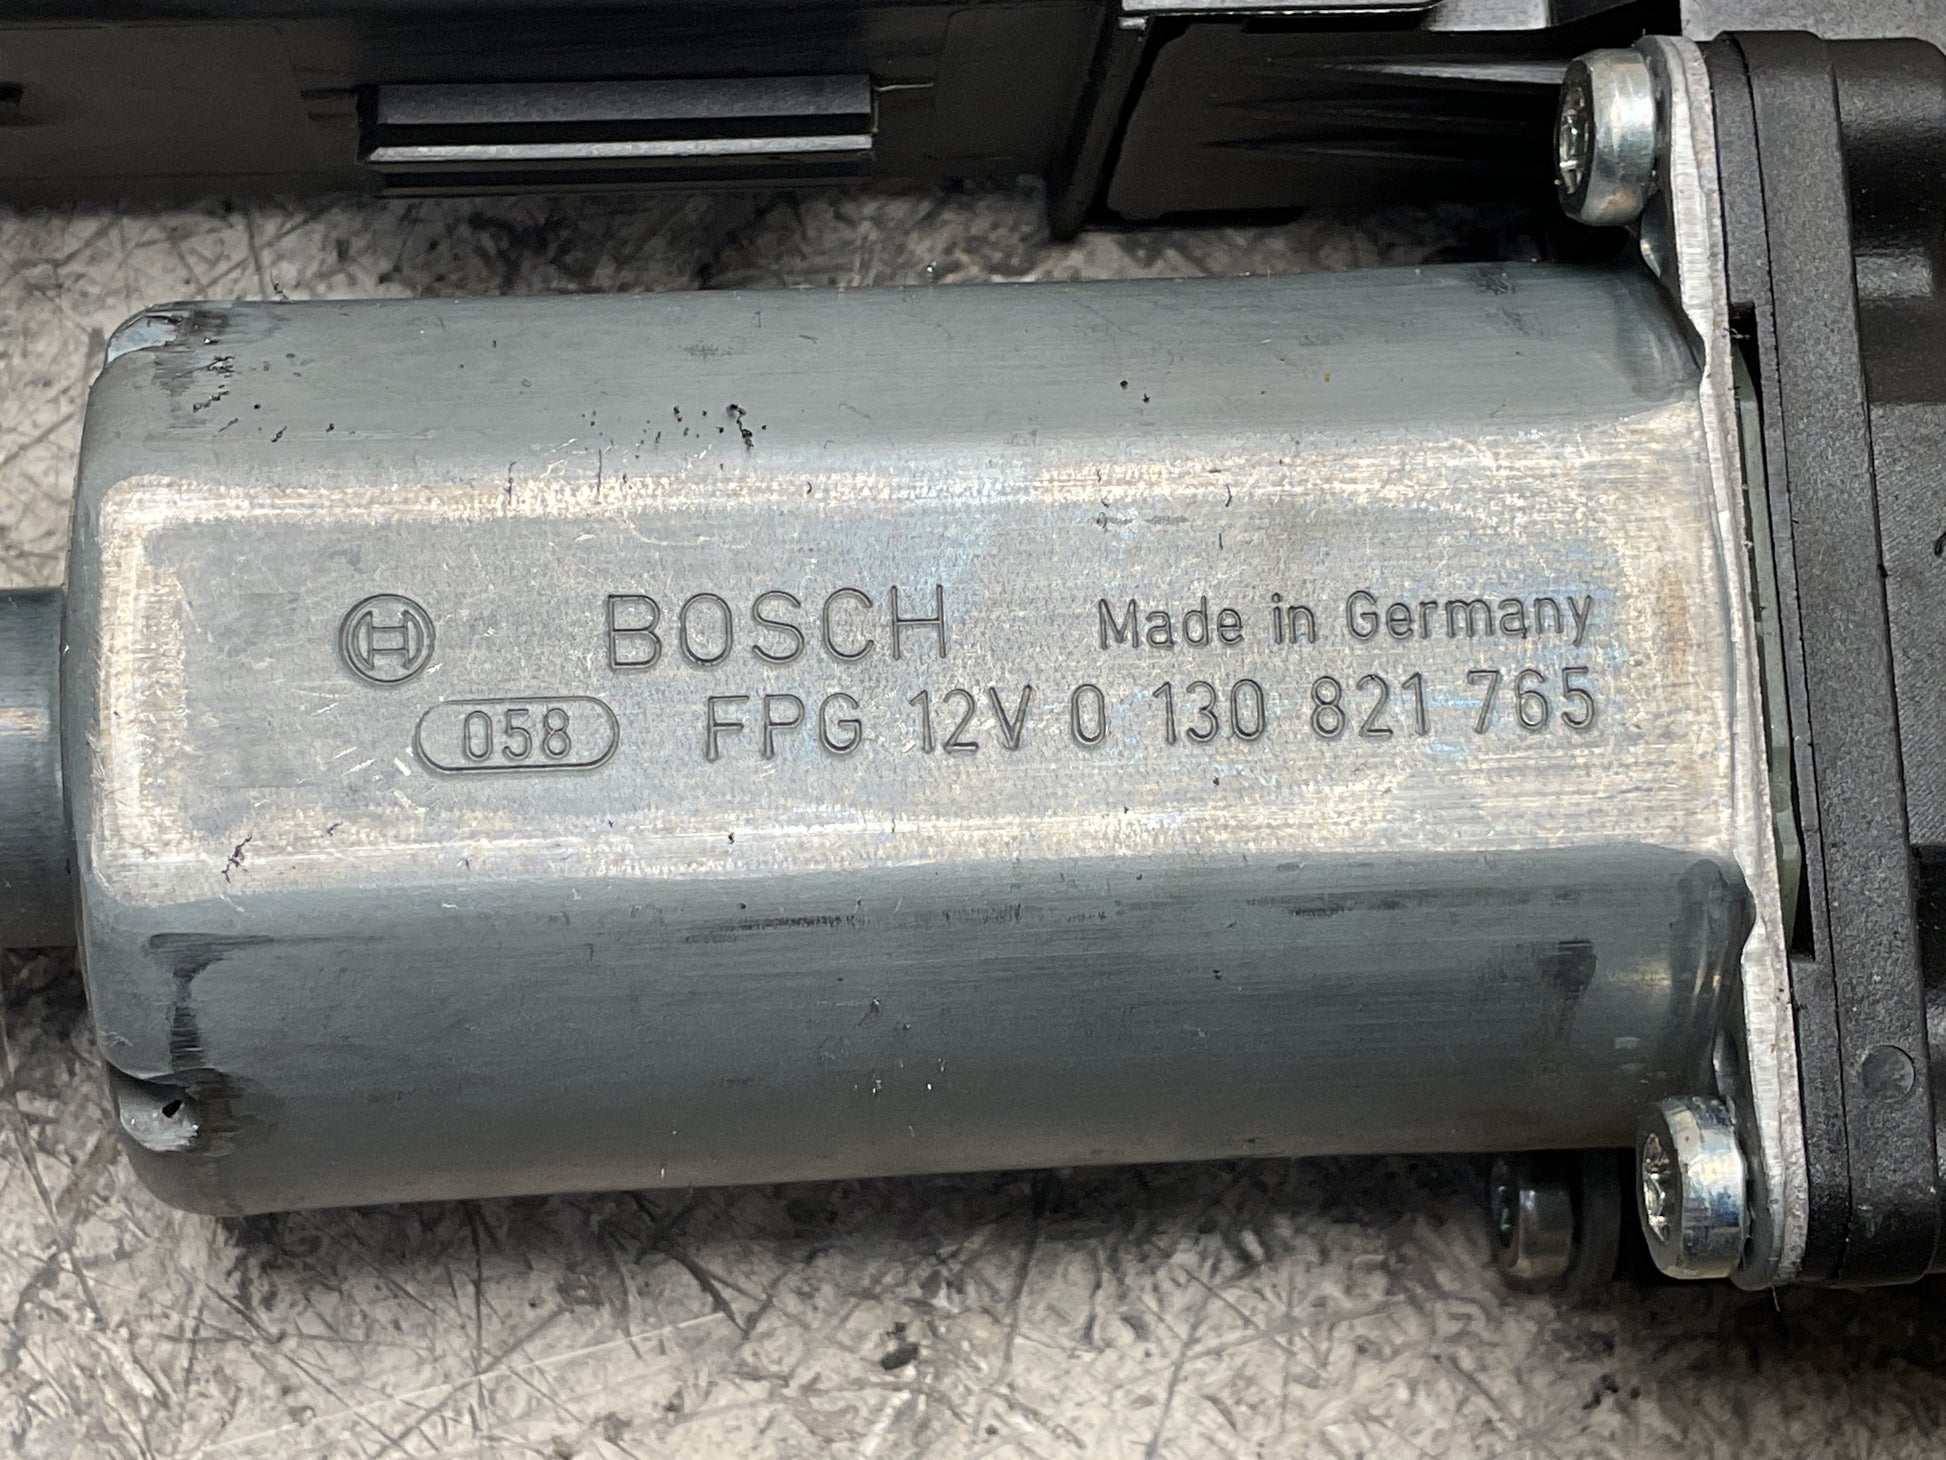 BOSCH Made in Germany
058 FPG 12V 0 130 821 765